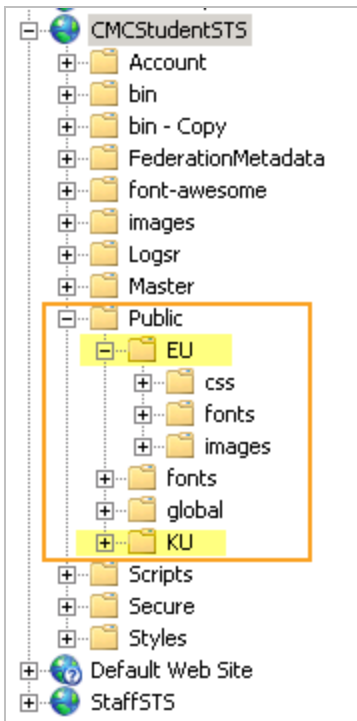 CMCStudentSTS
Account
bin
bin - Copy
FederationMetadata
font-awesome
images
Logsr
Master
Public
EU
css
fonts
images
fonts
global
KU
Scripts
Secure
Styles
Default Web Site
StaffSTS